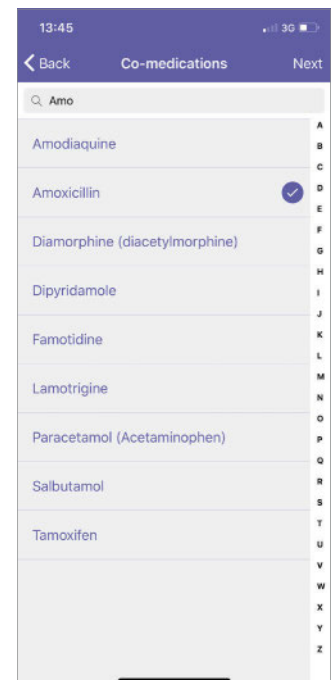 13:45
3G
Back Co-medications Next
Amo
Amodiaquine
Amoxicillin
Diamorphine (diacetylmorphine)
Dipyridamole
Famotidine
Lamotrigine
Paracetamol (Acetaminophen)
Salbutamol
Tamoxifen
A
B
C
D
E
F
G
H
I
J
K
L
M
N
O
P
Q
R
S
T
U
V
W
X
Y
Z